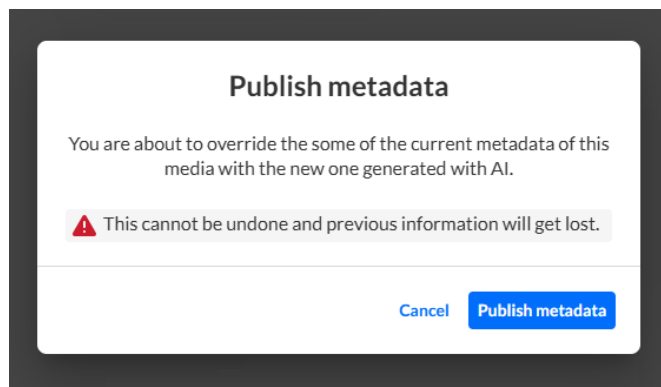 Publish metadata
You are about to override the some of the current metadata of this
media with the new one generated with AI.
This cannot be undone and previous information will get lost.
Cancel
Publish metadata